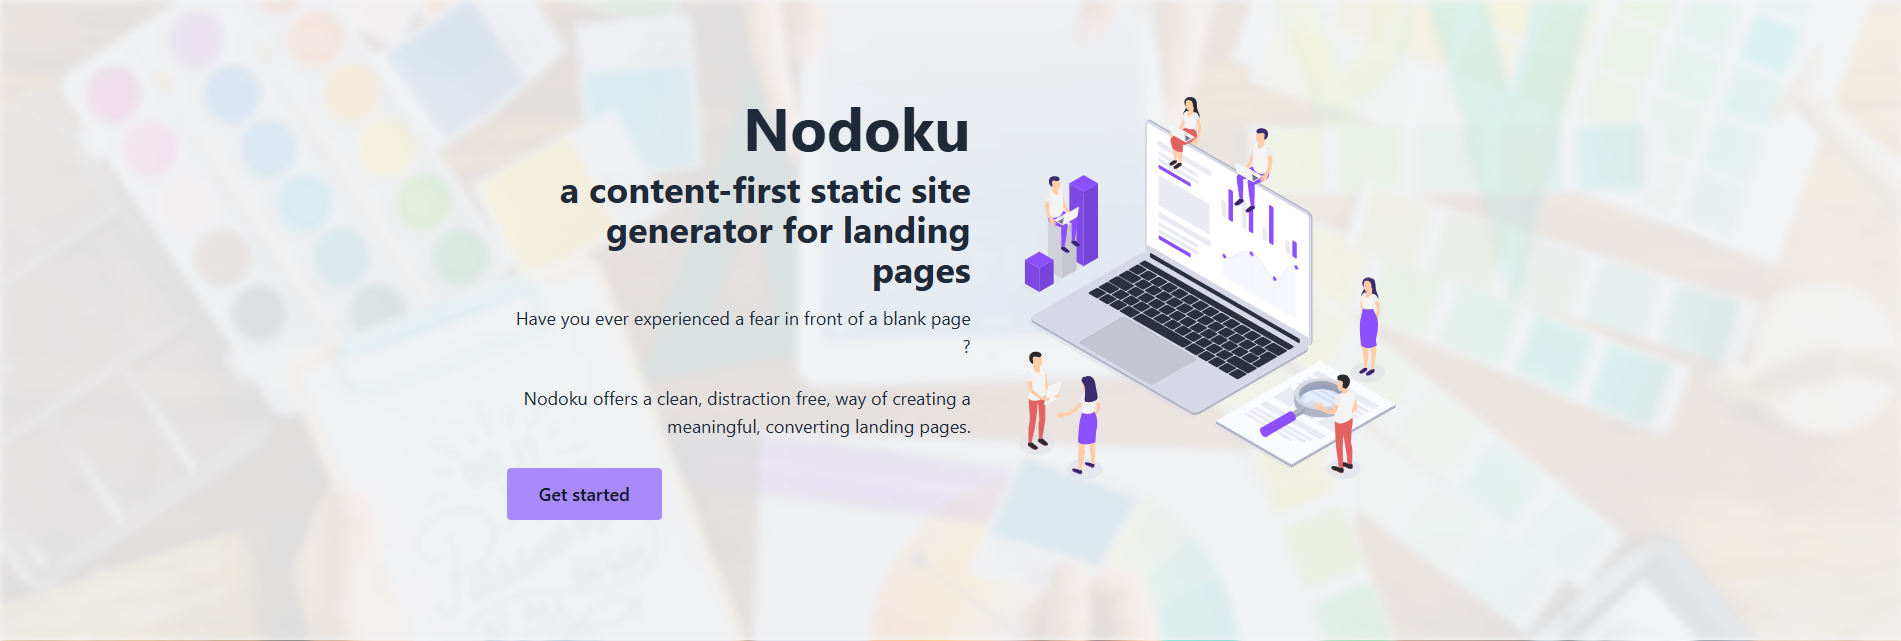 Nodoku
a content-first static site
generator for landing
pages
Have you ever experienced a fear in front of a blank page
?
Nodoku offers a clean, distraction free, way of creating a
meaningful, converting landing pages.
Get started